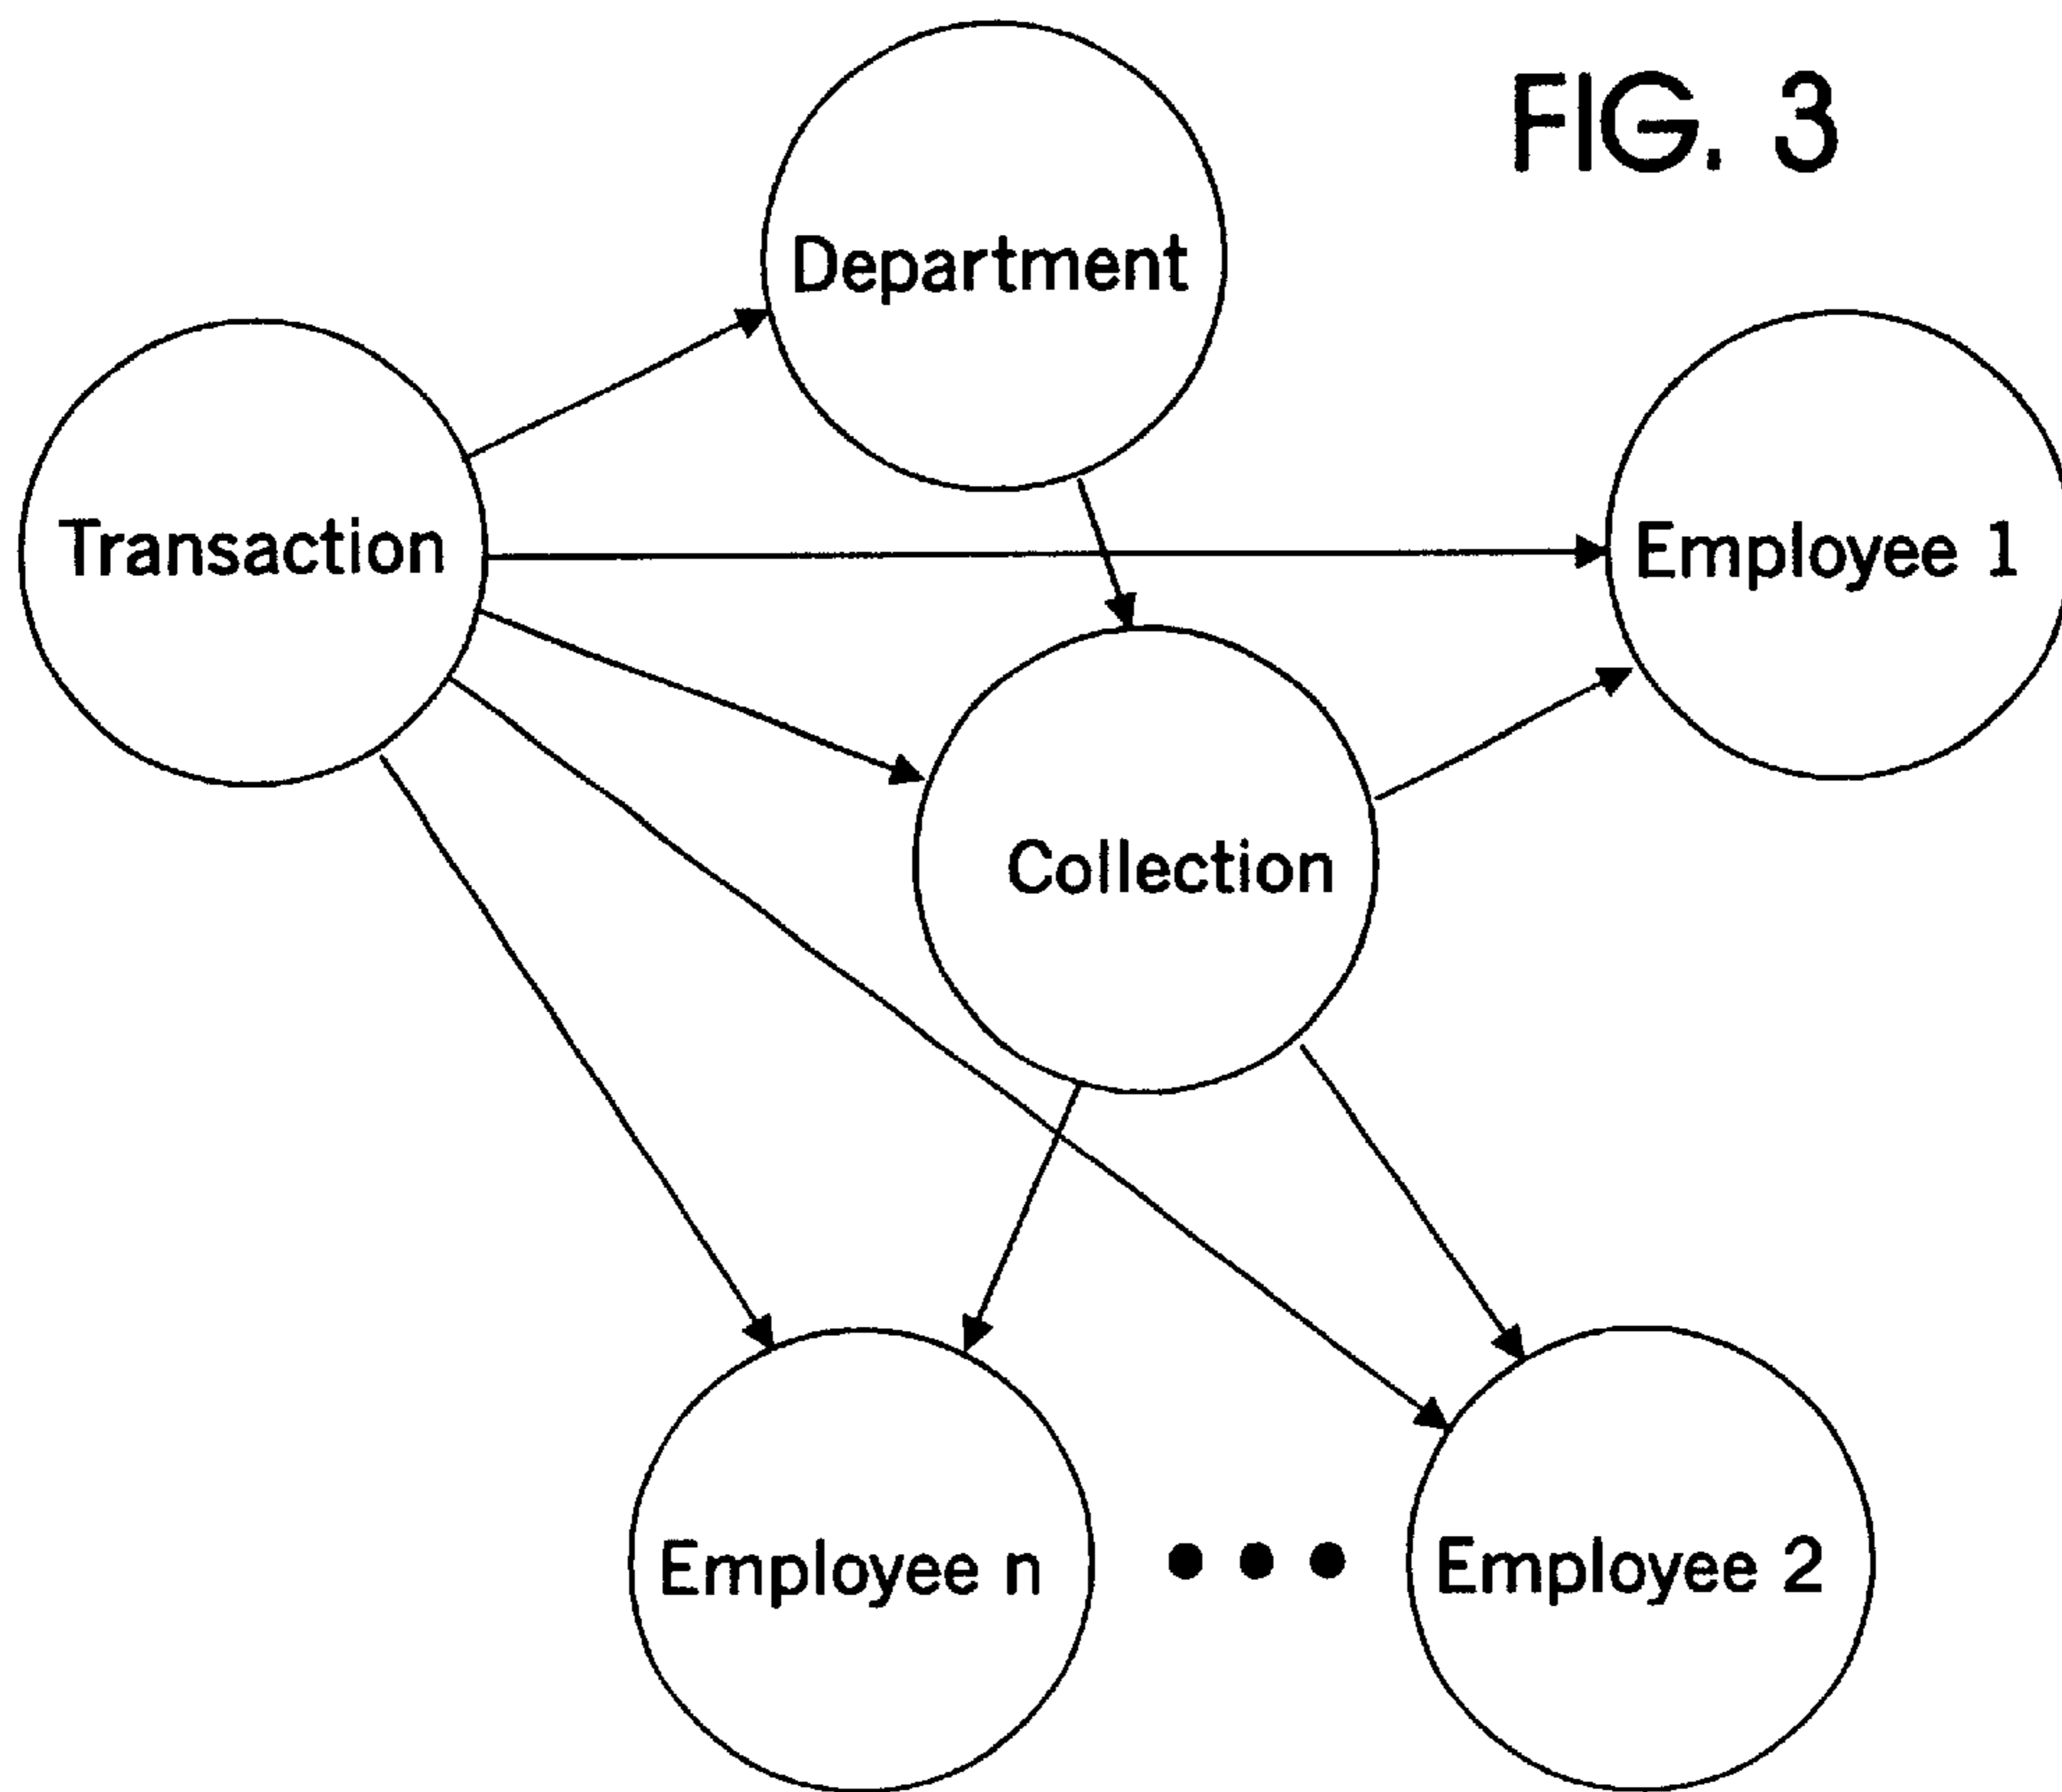 FIG. 3
Department
Transaction
Employee 1
Collection
Employee n
Employee 2